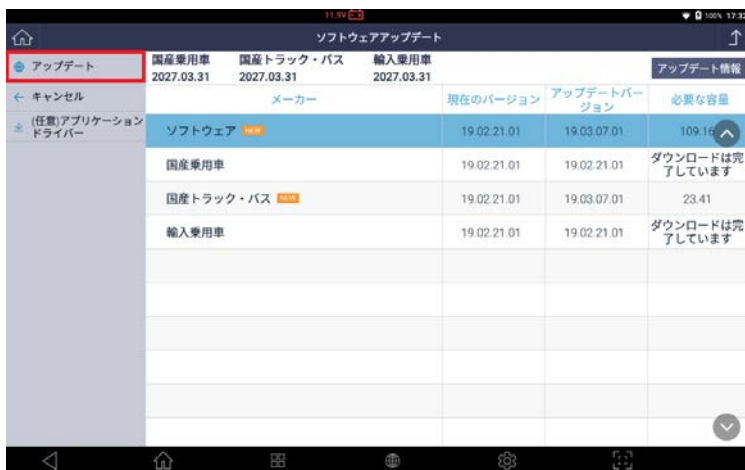 11.9V
100% 17:32
ソフトウェアアップデート
アップデート
キャンセル
(任意)アプリケーション
ドライバー
国産乗用車 国産トラック・バス 輸入乗用車
2027.03.31 2027.03.31 2027.03.31
アップデート情報
メーカー 現在のバージョン アップデートバー
ジョン 必要な容量
ソフトウェア NEW 19.02.21.01 19.03.07.01 109.16
国産乗用車 19.02.21.01 19.02.21.01 ダウンロードは完
了しています
国産トラック・バス NEW 19.02.21.01 19.03.07.01 23.41
輸入乗用車 19.02.21.01 19.02.21.01 ダウンロードは完
了しています